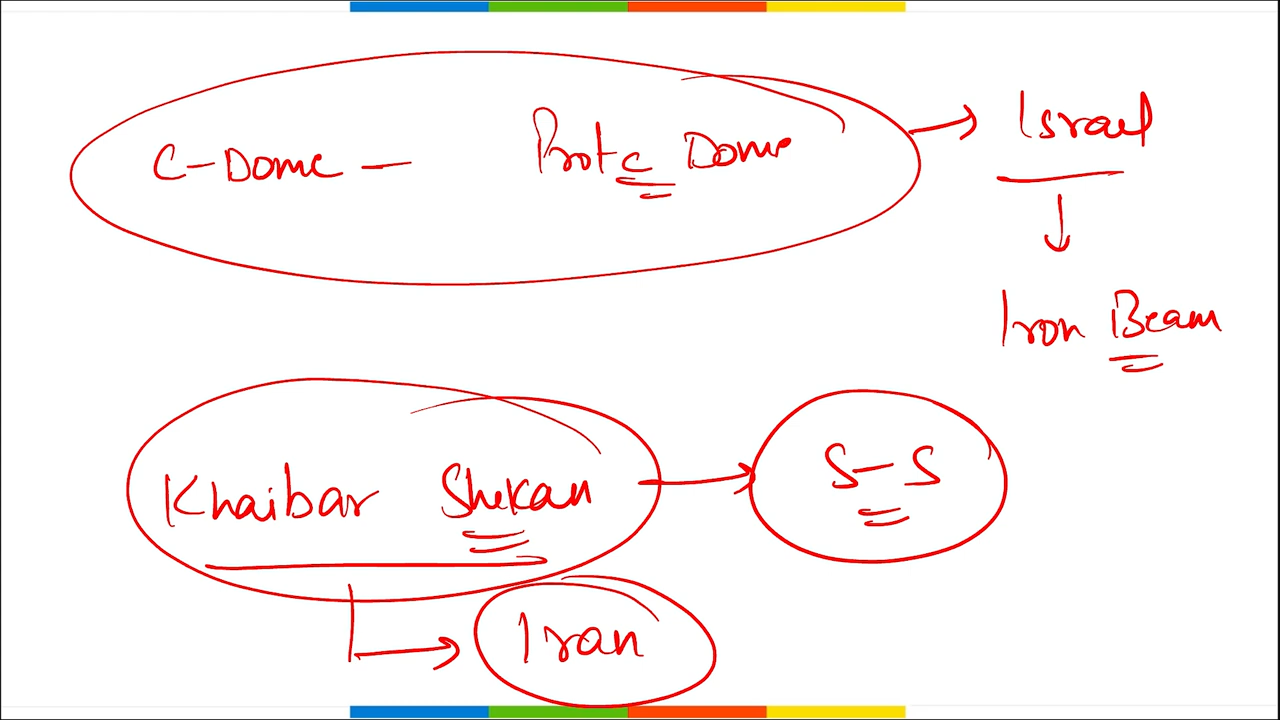 C-Dome - Protc Dome
Israel
Iron Beam
Khaibar Shekan
S-S
Iran